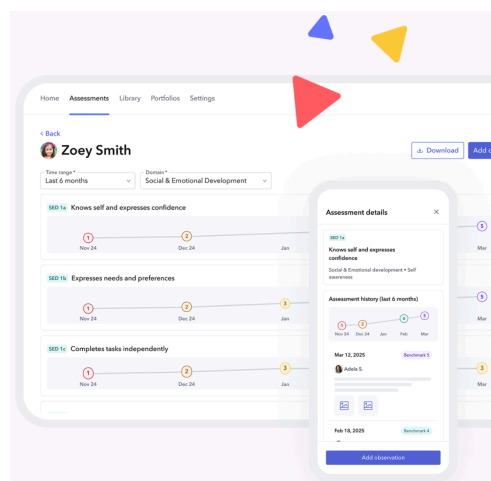 Home Assessments Library Portfolios Settings
‹ Back
Zoey Smith
Download
Add
Time range *
Last 6 months
Domain *
Social & Emotional Development
SED 1a Knows self and expresses confidence
1 2 5
Nov 24 Dec 24 Jan Mar
SED 1b Expresses needs and preferences
1 2 3 5
Nov 24 Dec 24 Jan Mar
SED 1c Completes tasks independently
1 2 3 3
Nov 24 Dec 24 Jan Mar
Assessment details
SED 1a
Knows self and expresses
confidence
Social & Emotional development • Self
awareness
Assessment history (last 6 months)
1 2 4 5
Nov 24 Dec 24 Jan Feb Mar
Mar 12, 2025 Benchmark 5
Adela S.
Feb 18, 2025 Benchmark 4
Add observation